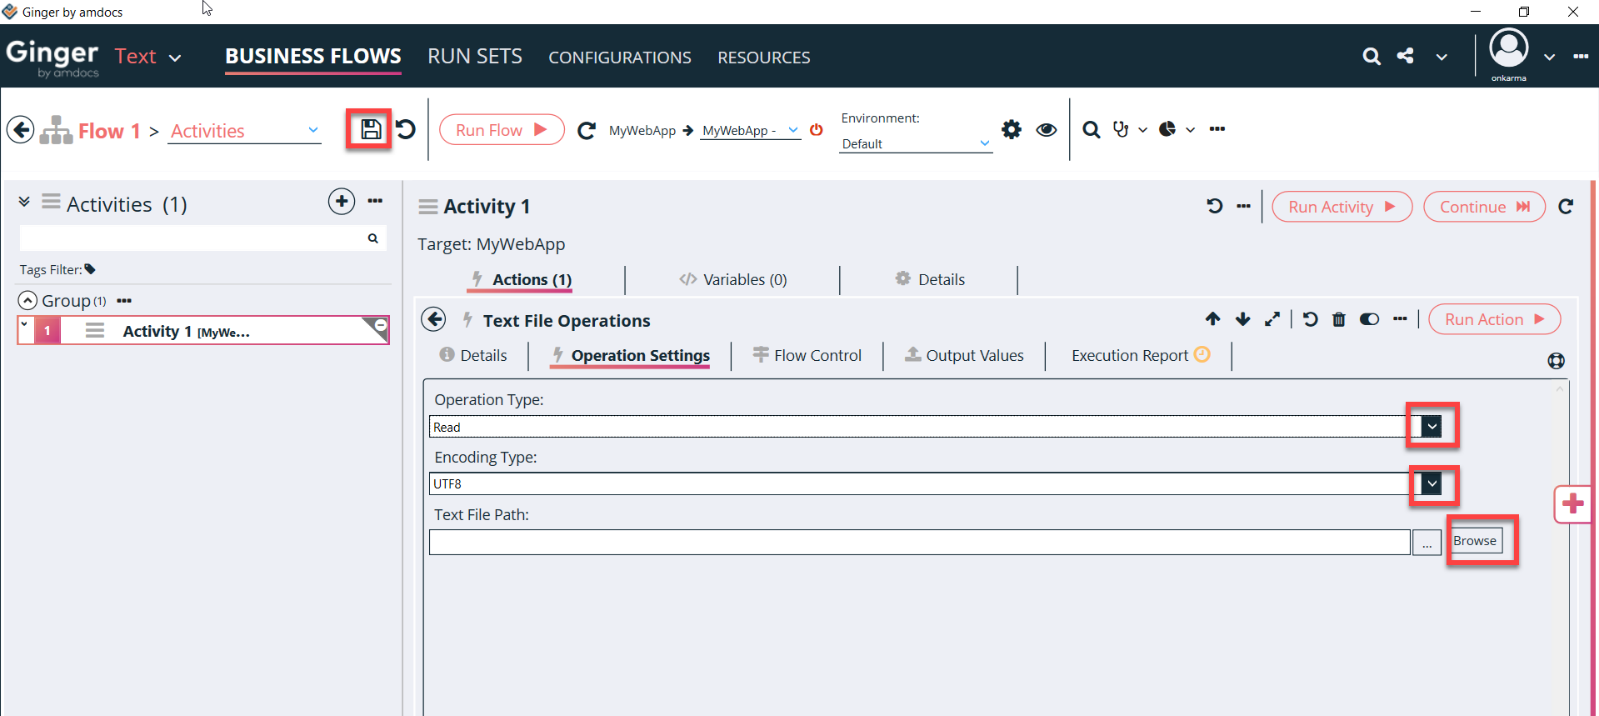 Ginger by amdocs
Ginger by amdocs Text BUSINESS FLOWS RUN SETS CONFIGURATIONS RESOURCES onkarma
Flow 1 > Activities Run Flow MyWebApp MyWebApp - Environment: Default
Activities (1)
Tags Filter:
Group (1)
1 Activity 1 [MyWe...
Activity 1 Run Activity Continue
Target: MyWebApp
Actions (1) Variables (0) Details
Text File Operations Run Action
Details Operation Settings Flow Control Output Values Execution Report
Operation Type:
Read
Encoding Type:
UTF8
Text File Path:
... Browse